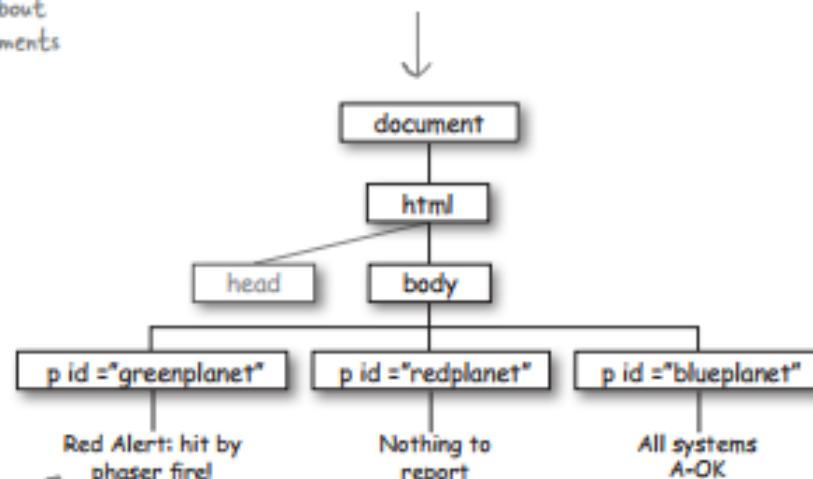 bout
ments
document
html
head
body
p id ="greenplanet"
p id ="redplanet"
p id ="blueplanet"
Red Alert: hit by
phaser fire!
Nothing to
report
All systems
A-OK